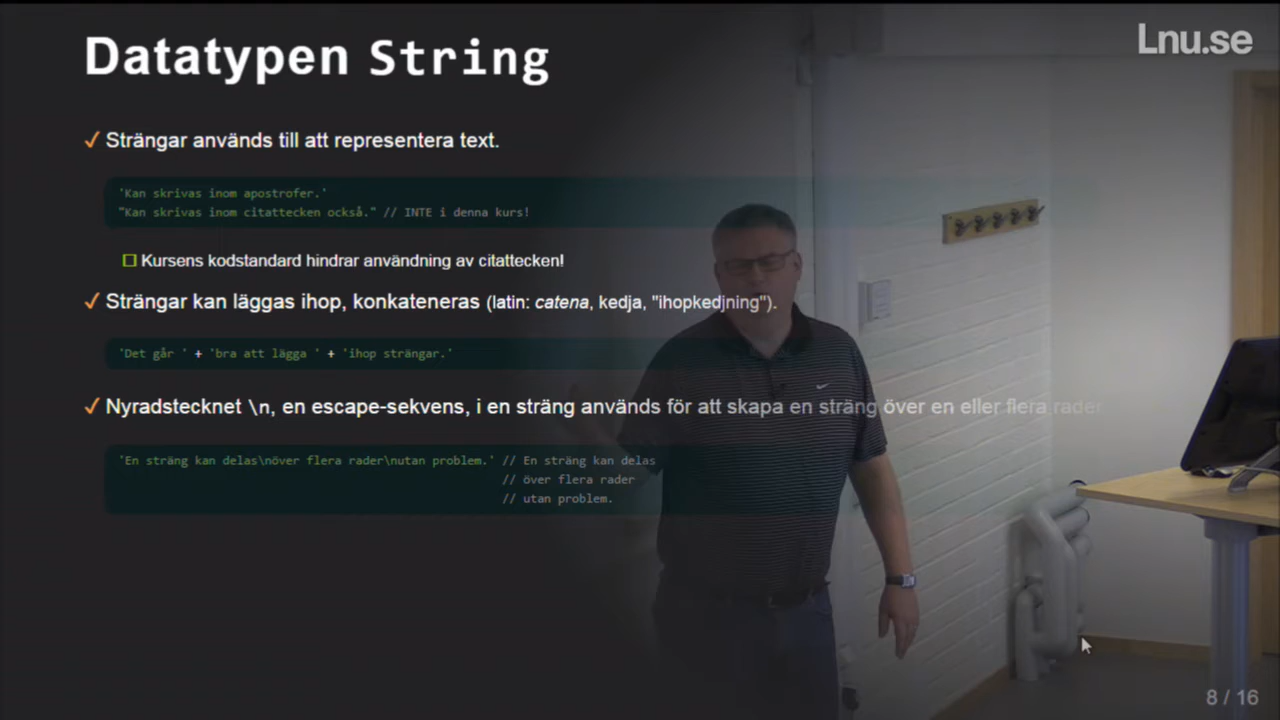 Datatypen String
Lnu.se
✓ Strängar används till att representera text.
'Kan skrivas inom apostrofer.'
"Kan skrivas inom citattecken också." // INTE i denna kurs!
Kursens kodstandard hindrar användning av citattecken!
✓ Strängar kan läggas ihop, konkateneras (latin: catena, kedja, "ihopkedjning").
'Det går ' + 'bra att lägga ' + 'ihop strängar.'
✓ Nyradstecknet \n, en escape-sekvens, i en sträng används för att skapa en sträng över en eller flera rader
'En sträng kan delas\növer flera rader\nutan problem.' // En sträng kan delas
// över flera rader
// utan problem.
8 / 16